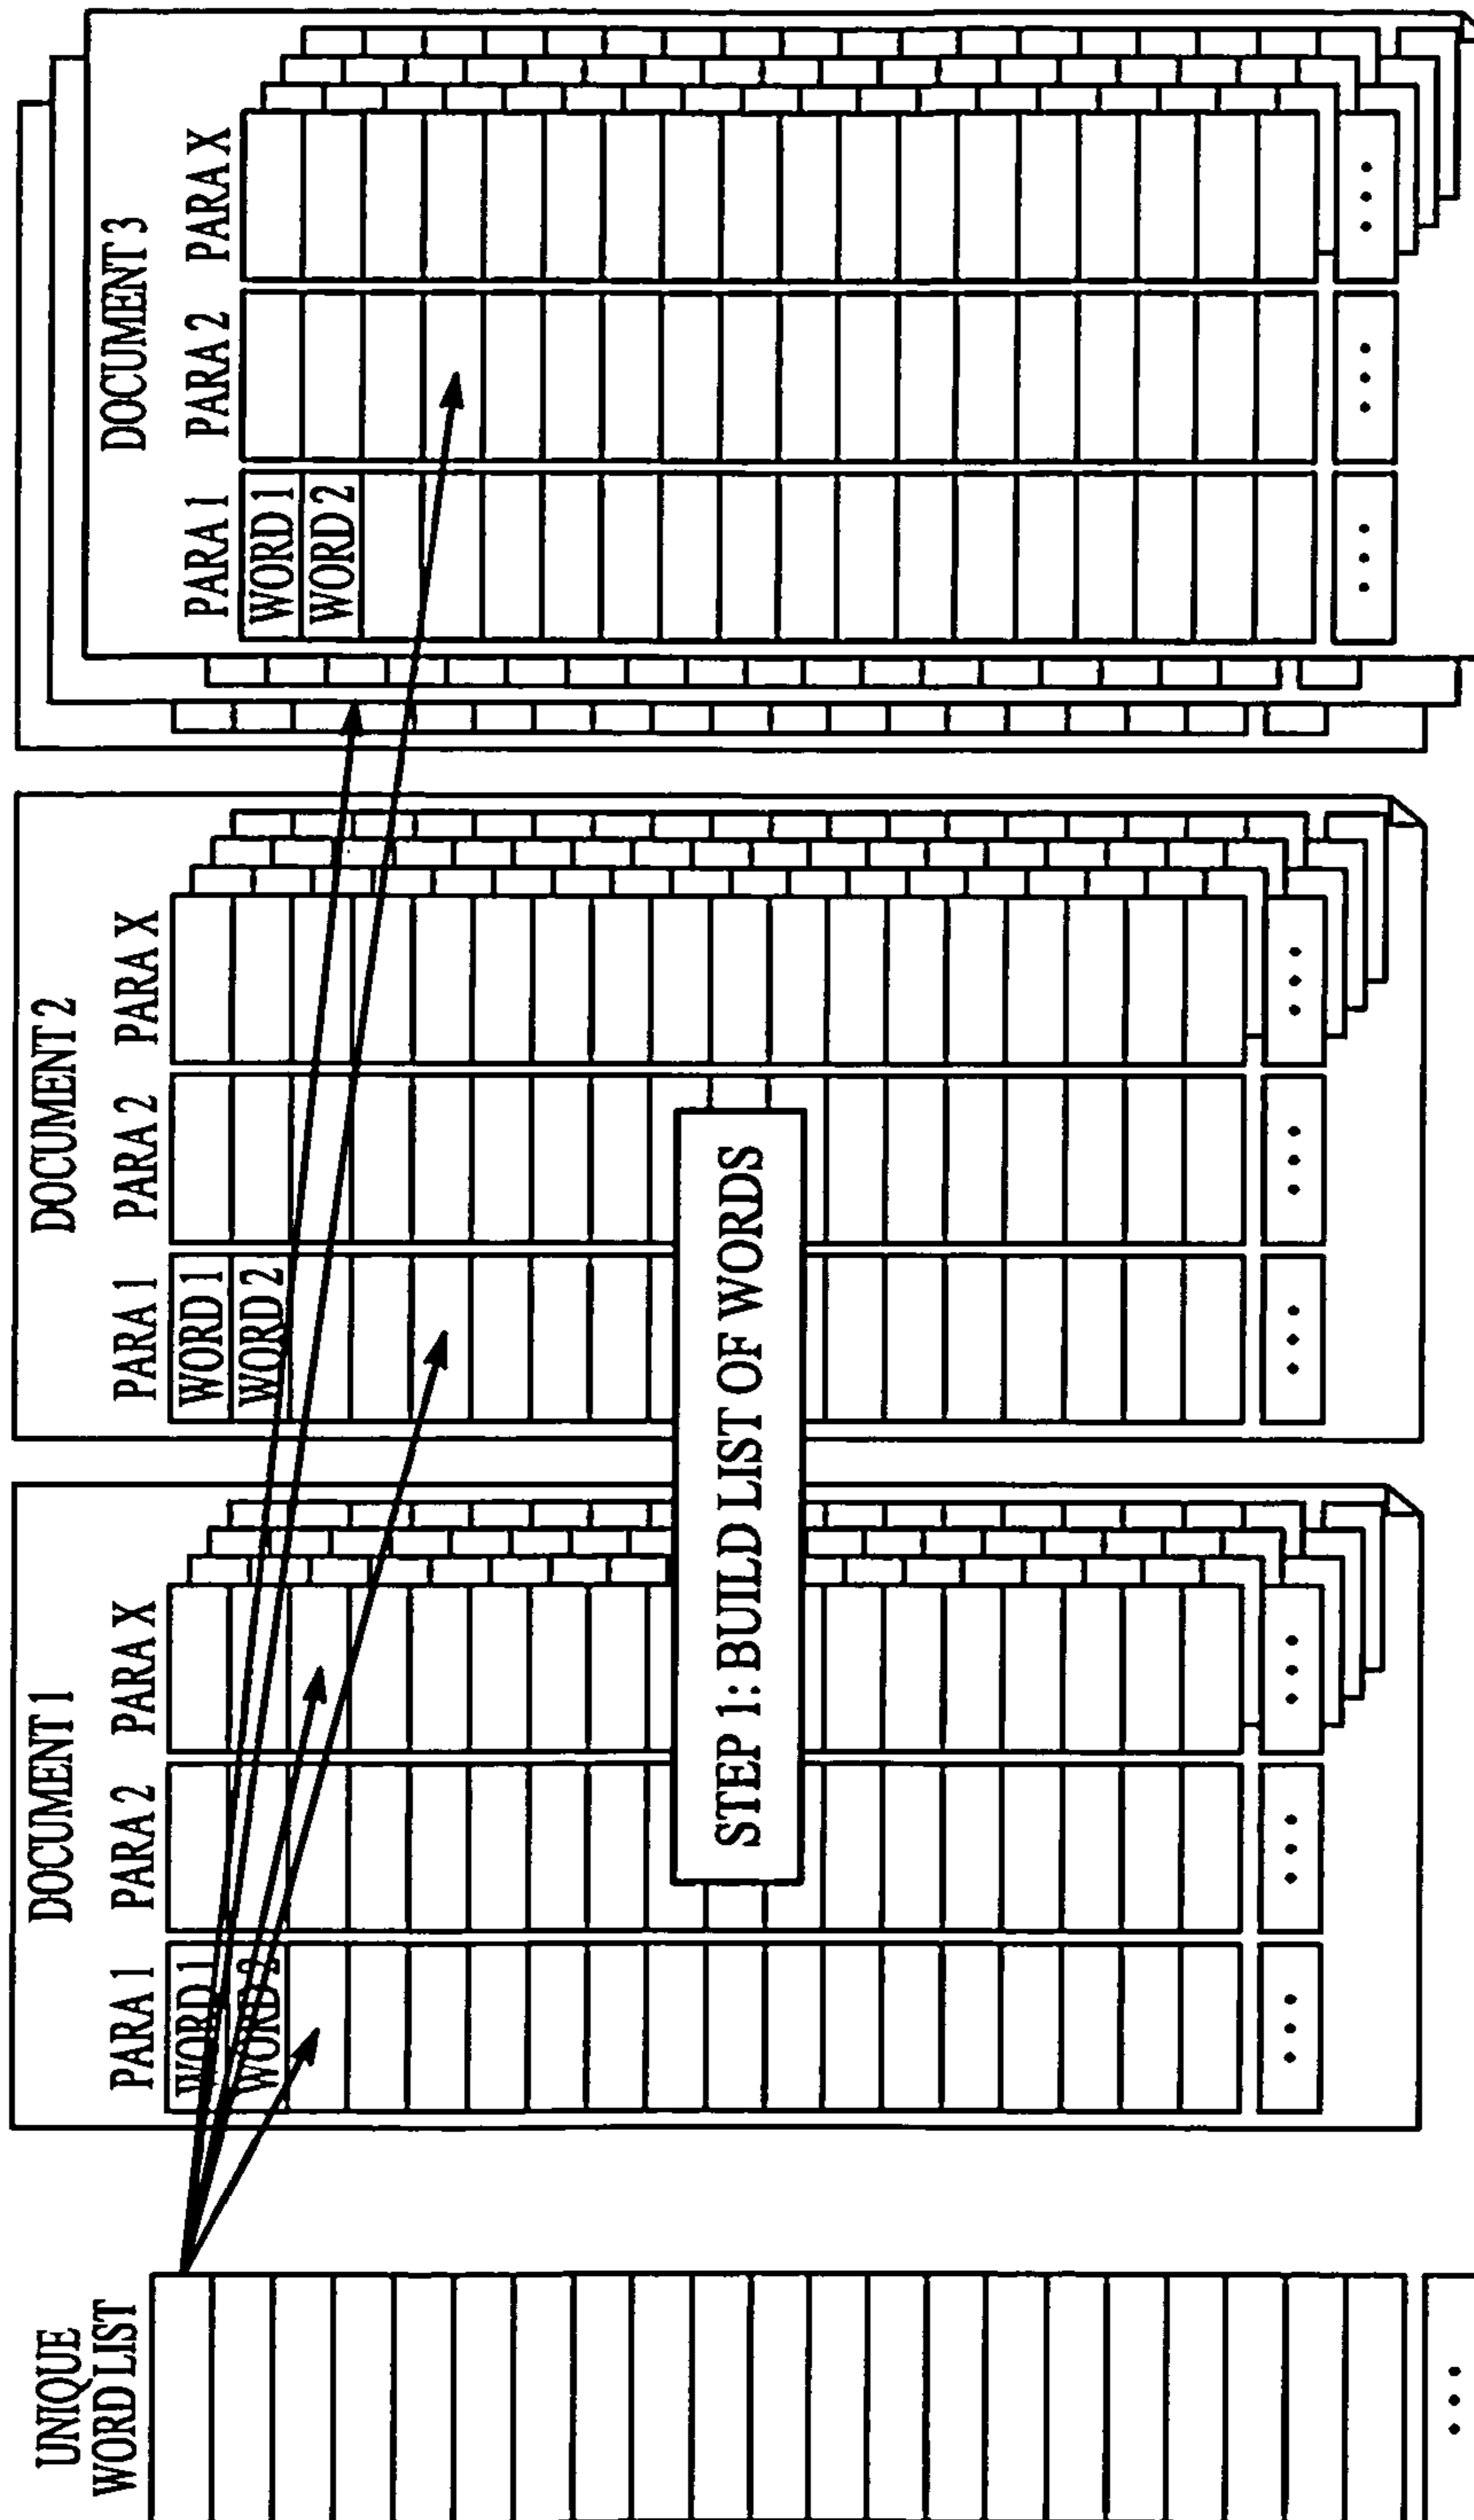 UNIQUE
WORD LIST
DOCUMENT 1
PARA 1
PARA 2
PARA X
WORD 1
WORD 2
DOCUMENT 2
PARA 1
PARA 2
PARA X
WORD 1
WORD 2
DOCUMENT 3
PARA 1
PARA 2
PARA X
WORD 1
WORD 2
STEP 1: BUILD LIST OF WORDS